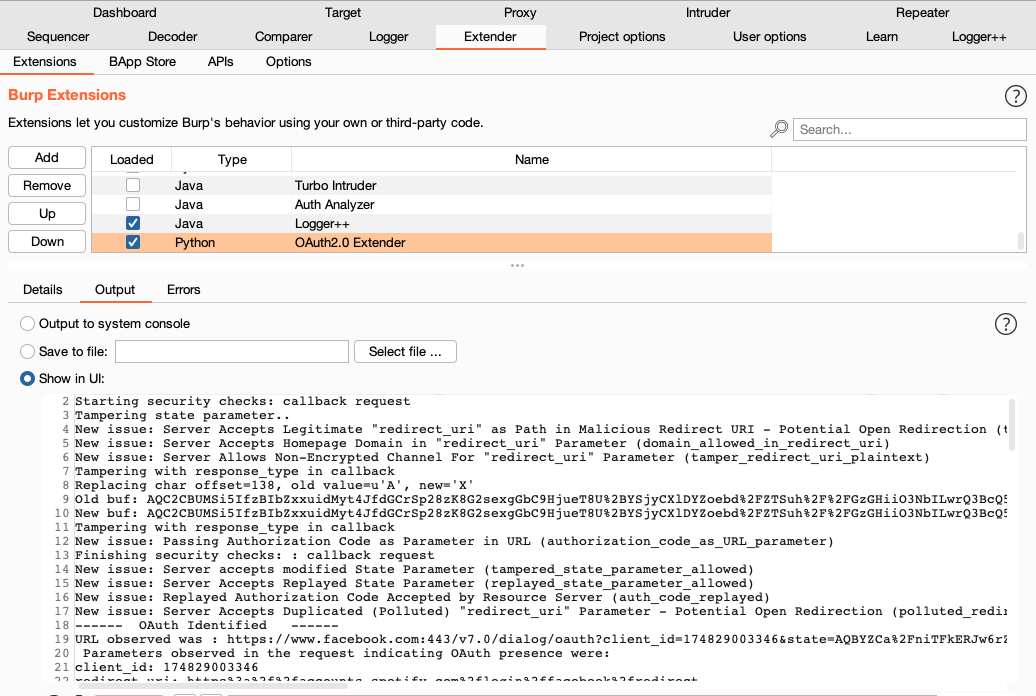 Dashboard Target Proxy Intruder Repeater
Sequencer Decoder Comparer Logger Extender Project options User options Learn Logger++
Extensions BApp Store APIs Options
Burp Extensions
?
Extensions let you customize Burp's behavior using your own or third-party code.
Search...
Add
Remove
Up
Down
Loaded Type Name
Java Turbo Intruder
Java Auth Analyzer
Java Logger++
Python OAuth2.0 Extender
Details Output Errors
Output to system console
?
Save to file: Select file ...
Show in UI:
2 Starting security checks: callback request
3 Tampering state parameter..
4 New issue: Server Accepts Legitimate "redirect_uri" as Path in Malicious Redirect URI - Potential Open Redirection (
5 New issue: Server Accepts Homepage Domain in "redirect_uri" Parameter (domain_allowed_in_redirect_uri)
6 New issue: Server Allows Non-Encrypted Channel For "redirect_uri" Parameter (tamper_redirect_uri_plaintext)
7 Tampering with response_type in callback
8 Replacing char offset=138, old value=u'A', new='X'
9 Old buf: AQC2CBUMSi5IfzBIbZxxuidMyt4JfdGCrSp28zK8G2sexgGbC9HjueT8U%2BYSjyCXlDYZoebd%2FZTSuh%2F%2FGzGHiiO3NbILwrQ3BcQ5
10 New buf: AQC2CBUMSi5IfzBIbZxxuidMyt4JfdGCrSp28zK8G2sexgGbC9HjueT8U%2BYSjyCXlDYZoebd%2FZTSuh%2F%2FGzGHiiO3NbILwrQ3BcQ5
11 Tampering with response_type in callback
12 New issue: Passing Authorization Code as Parameter in URL (authorization_code_as_URL_parameter)
13 Finishing security checks: : callback request
14 New issue: Server accepts modified State Parameter (tampered_state_parameter_allowed)
15 New issue: Server Accepts Replayed State Parameter (replayed_state_parameter_allowed)
16 New issue: Replayed Authorization Code Accepted by Resource Server (auth_code_replayed)
17 New issue: Server Accepts Duplicated (Polluted) "redirect_uri" Parameter - Potential Open Redirection (polluted_redi
18 ------ OAuth Identified ------
19 URL observed was : https://www.facebook.com:443/v7.0/dialog/oauth?client_id=174829003346&state=AQBYZCa%2FniTFkERJw6r
20 Parameters observed in the request indicating OAuth presence were:
21 client_id: 174829003346
22 redirect_uri: https%3a%2f%2faccounts.spotify.com%2flogin%2ffacebook%2fredirect